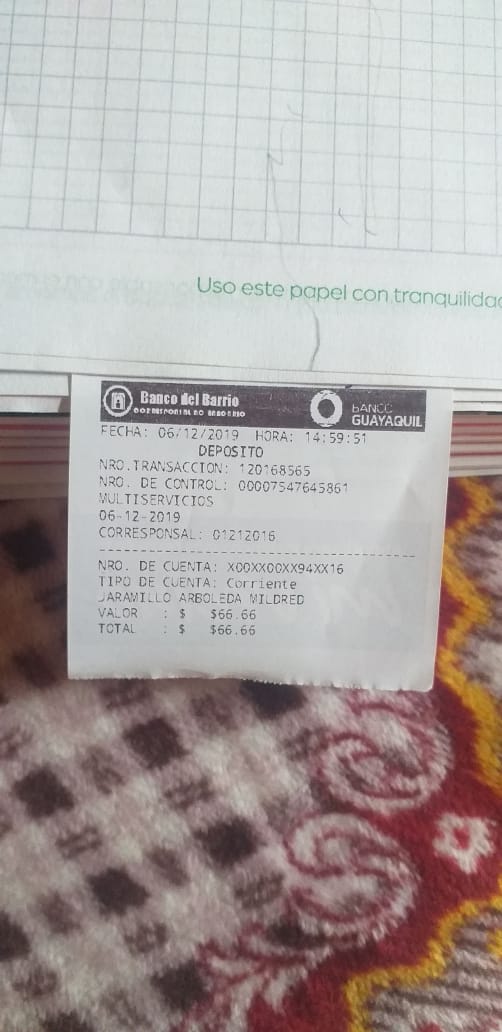 Uso este papel con tranquilidad
Banco del Barrio
CORRESPONSAL NO BANCARIO
BANCO
GUAYAQUIL
FECHA: 06/12/2019 HORA: 14:59:51
DEPOSITO
NRO.TRANSACCION: 120168565
NRO. DE CONTROL: 00007547645861
MULTISERVICIOS
06-12-2019
CORRESPONSAL: 01212016
NRO. DE CUENTA: X00XX00XX94XX16
TIPO DE CUENTA: Corriente
JARAMILLO ARBOLEDA MILDRED
VALOR : $ $66.66
TOTAL : $ $66.66